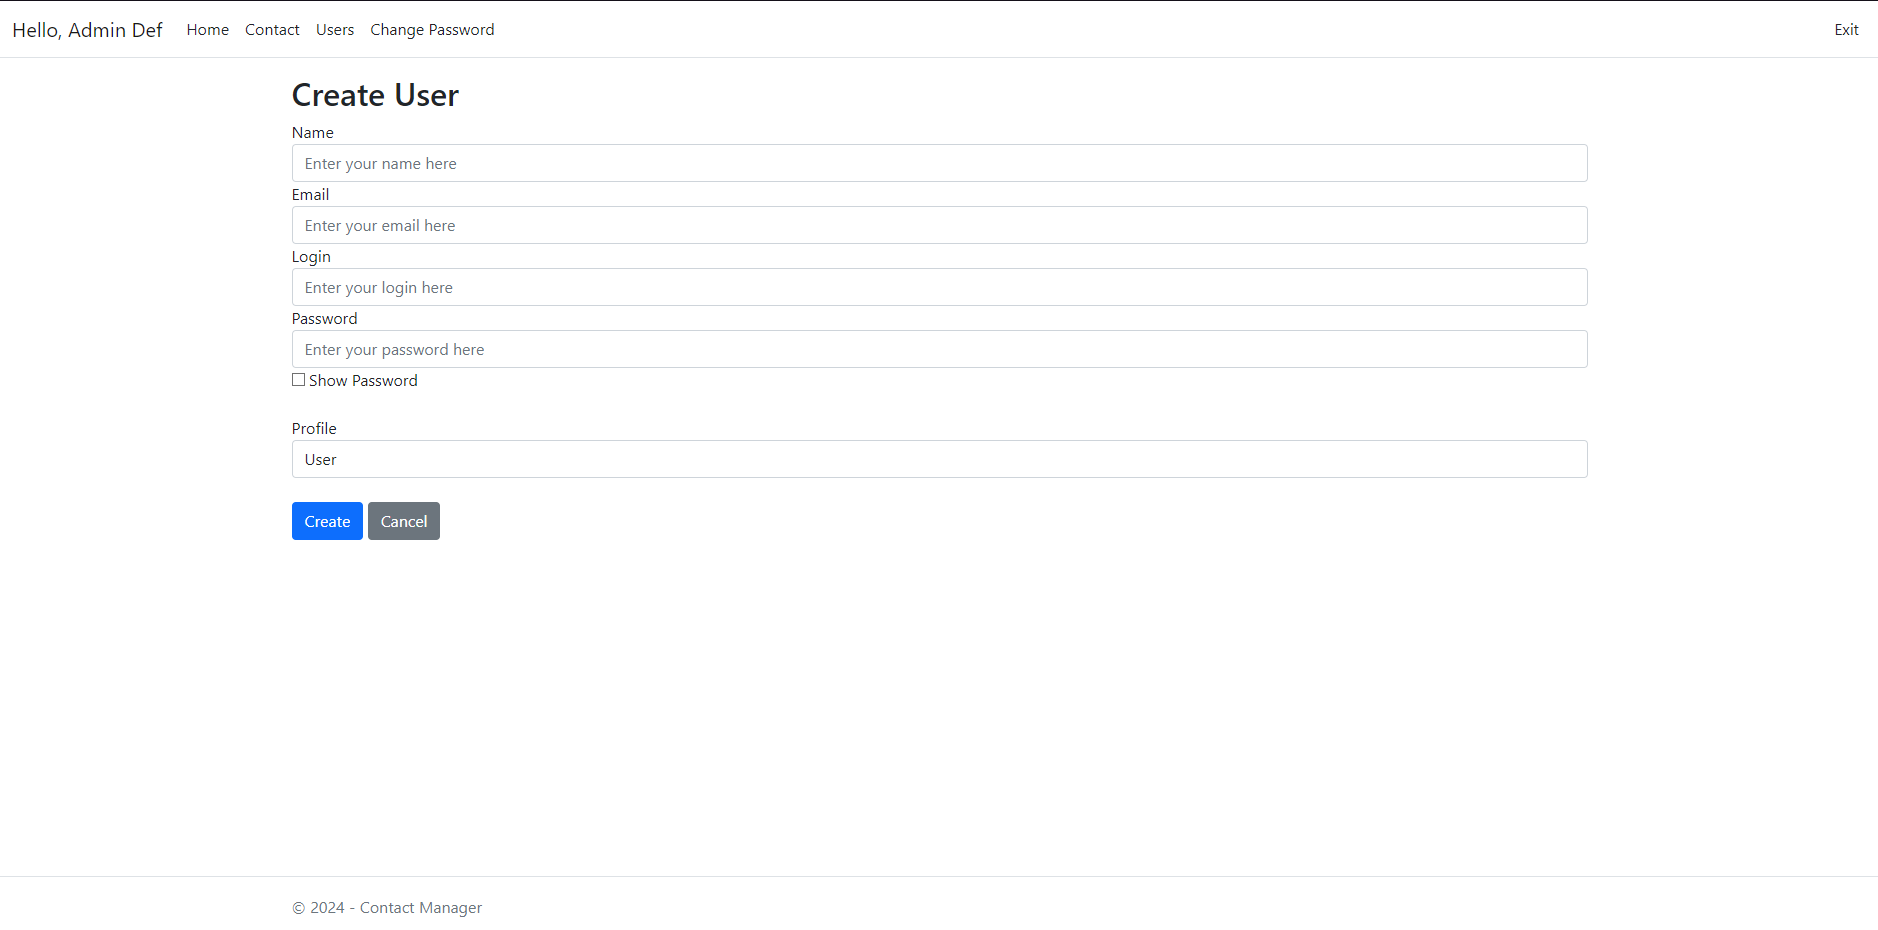 Hello, Admin Def Home Contact Users Change Password Exit
Create User
Name
Enter your name here
Email
Enter your email here
Login
Enter your login here
Password
Enter your password here
Show Password
Profile
User
Create Cancel
© 2024 - Contact Manager